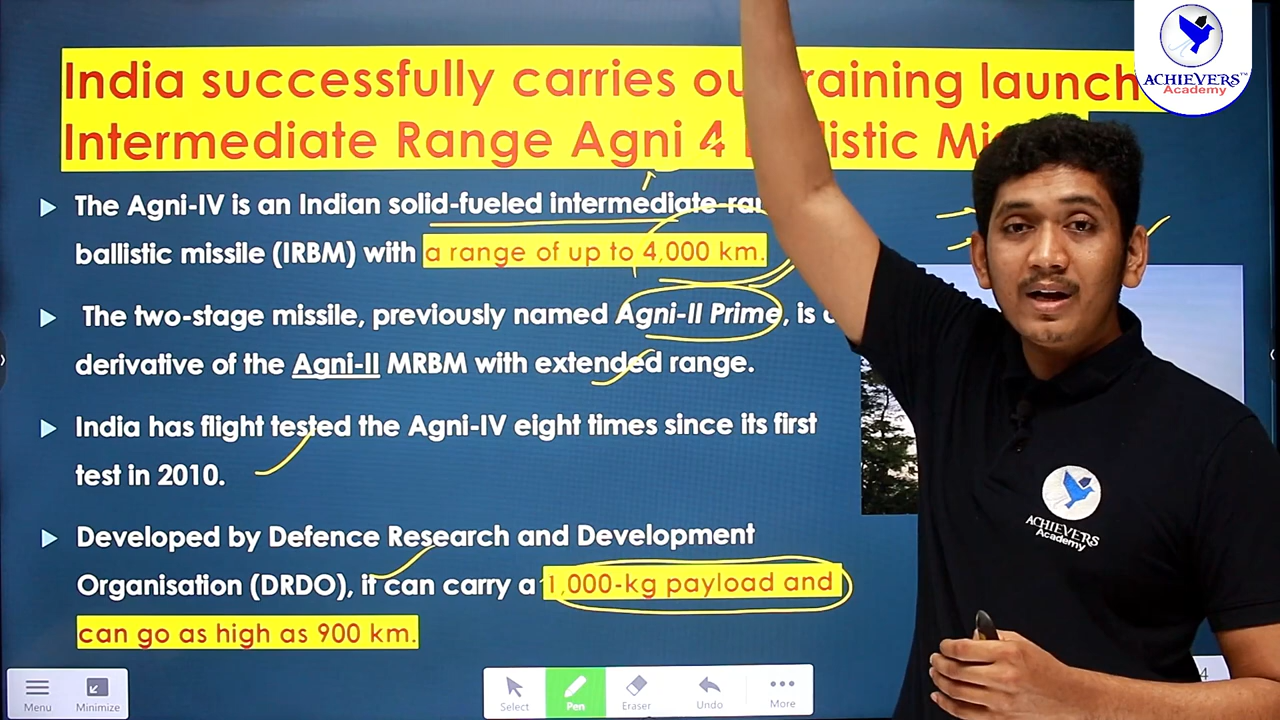 ACHIEVERS™
Academy
India successfully carries ou raining launch
Intermediate Range Agni 4 listic Mi
The Agni-IV is an Indian solid-fueled intermediate ra
ballistic missile (IRBM) with a range of up to 4,000 km.
The two-stage missile, previously named Agni-II Prime, is
derivative of the Agni-II MRBM with extended range.
India has flight tested the Agni-IV eight times since its first
test in 2010.
Developed by Defence Research and Development
Organisation (DRDO), it can carry a 1,000-kg payload and
can go as high as 900 km.
ACHIEVERS
Academy
4
Menu Minimize Select Pen Eraser Undo More